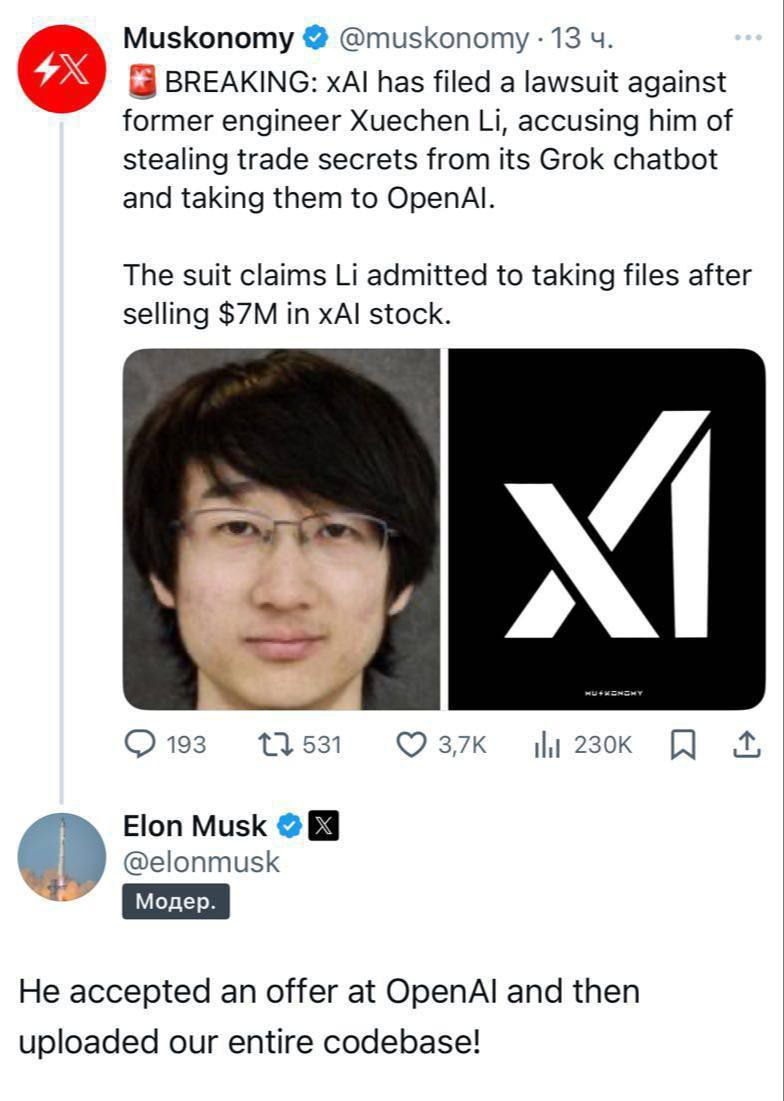 Muskonomy @muskonomy · 13 ч.
🚨 BREAKING: xAI has filed a lawsuit against
former engineer Xuechen Li, accusing him of
stealing trade secrets from its Grok chatbot
and taking them to OpenAI.
The suit claims Li admitted to taking files after
selling $7M in xAI stock.
xAI
MUSKONOMY
193 531 3,7K 230K
Elon Musk
@elonmusk
Модер.
He accepted an offer at OpenAI and then
uploaded our entire codebase!